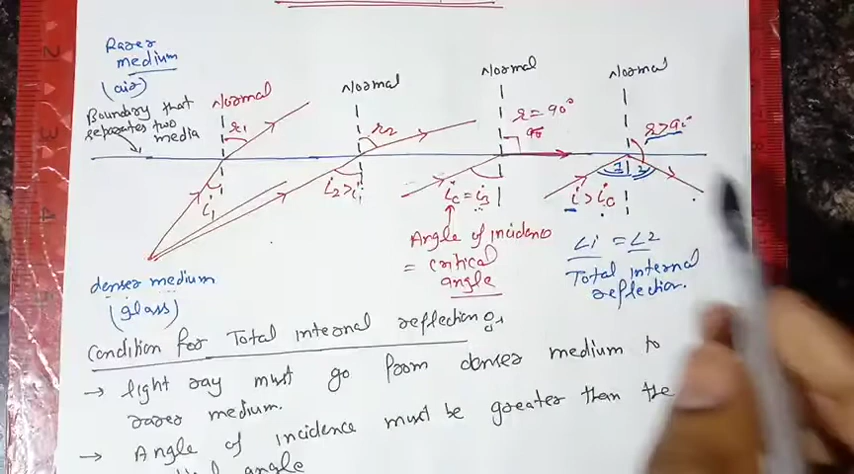 Rarer
medium
(air)
Boundary that
seperates two
media
Normal
Normal
Normal
Normal
r1
r2
r = 90°
90
r > 90
i1
i2 > i1
ic = i3
1 2
i > ic
Angle of incidence
= critical
angle
∠1 = ∠2
Total internal
reflection.
denser medium
(glass)
Condition for Total internal reflection :-
→ light ray must go from denser medium to
rarer medium.
→ Angle of incidence must be greater then the
angle